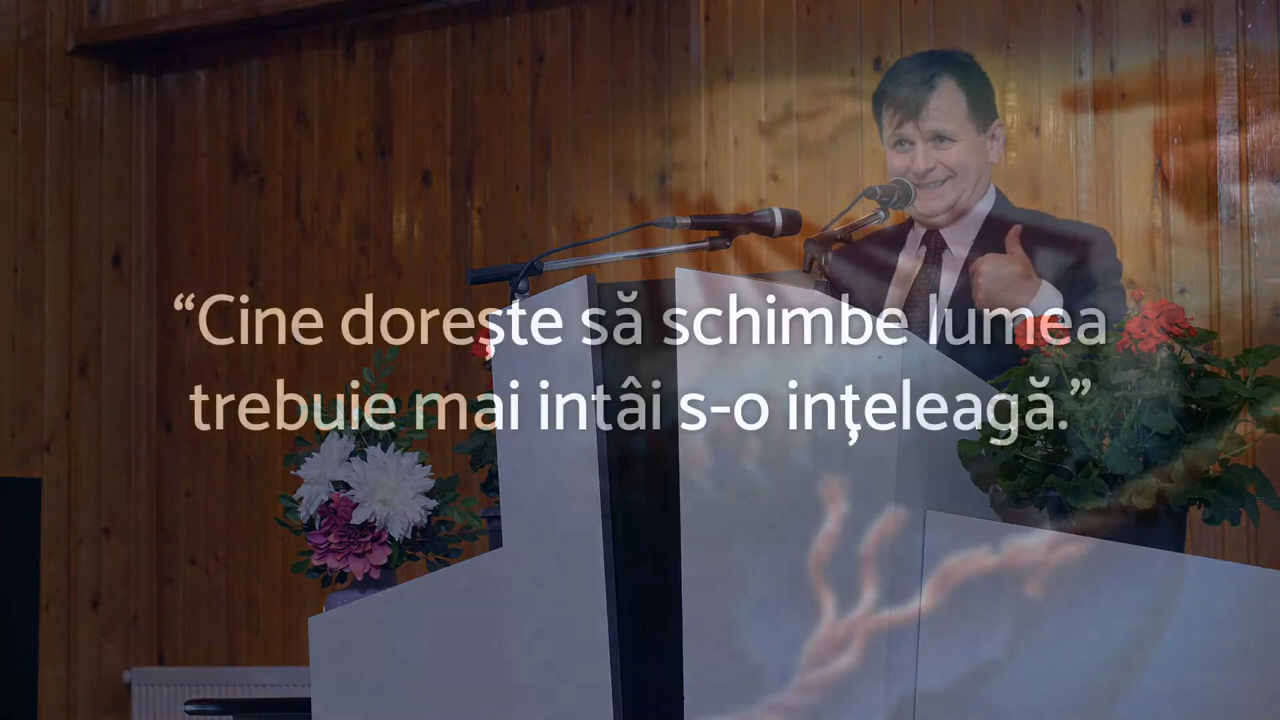 “Cine dorește să schimbe lumea
trebuie mai intâi s-o ințeleagă.”